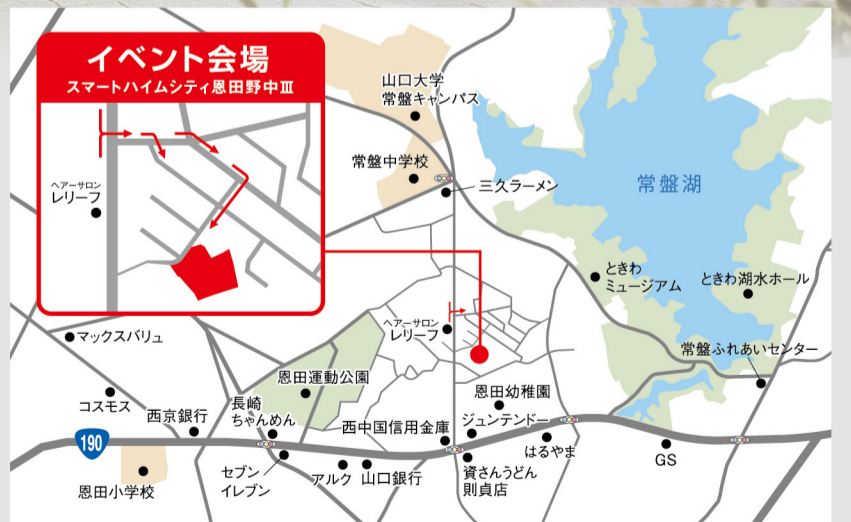 イベント会場
スマートハイムシティ恩田野中Ⅲ
ヘアーサロン
レリーフ
山口大学
常盤キャンパス
常盤中学校
三久ラーメン
常盤湖
ときわ
ミュージアム
ときわ湖水ホール
常盤ふれあいセンター
ヘアーサロン
レリーフ
マックスバリュ
コスモス
西京銀行
恩田運動公園
長崎
ちゃんめん
西中国信用金庫
恩田幼稚園
ジュンテンドー
はるやま
190
恩田小学校
セブン
イレブン
アルク
山口銀行
資さんうどん
則貞店
GS